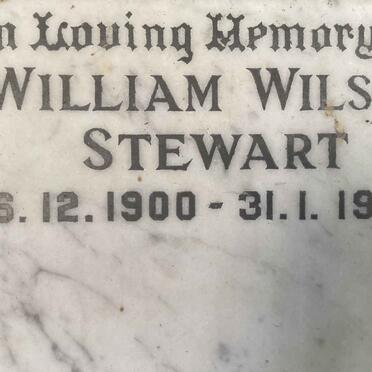 n Loving Memory
WILLIAM WILS
STEWART
6.12.1900 - 31.1.19